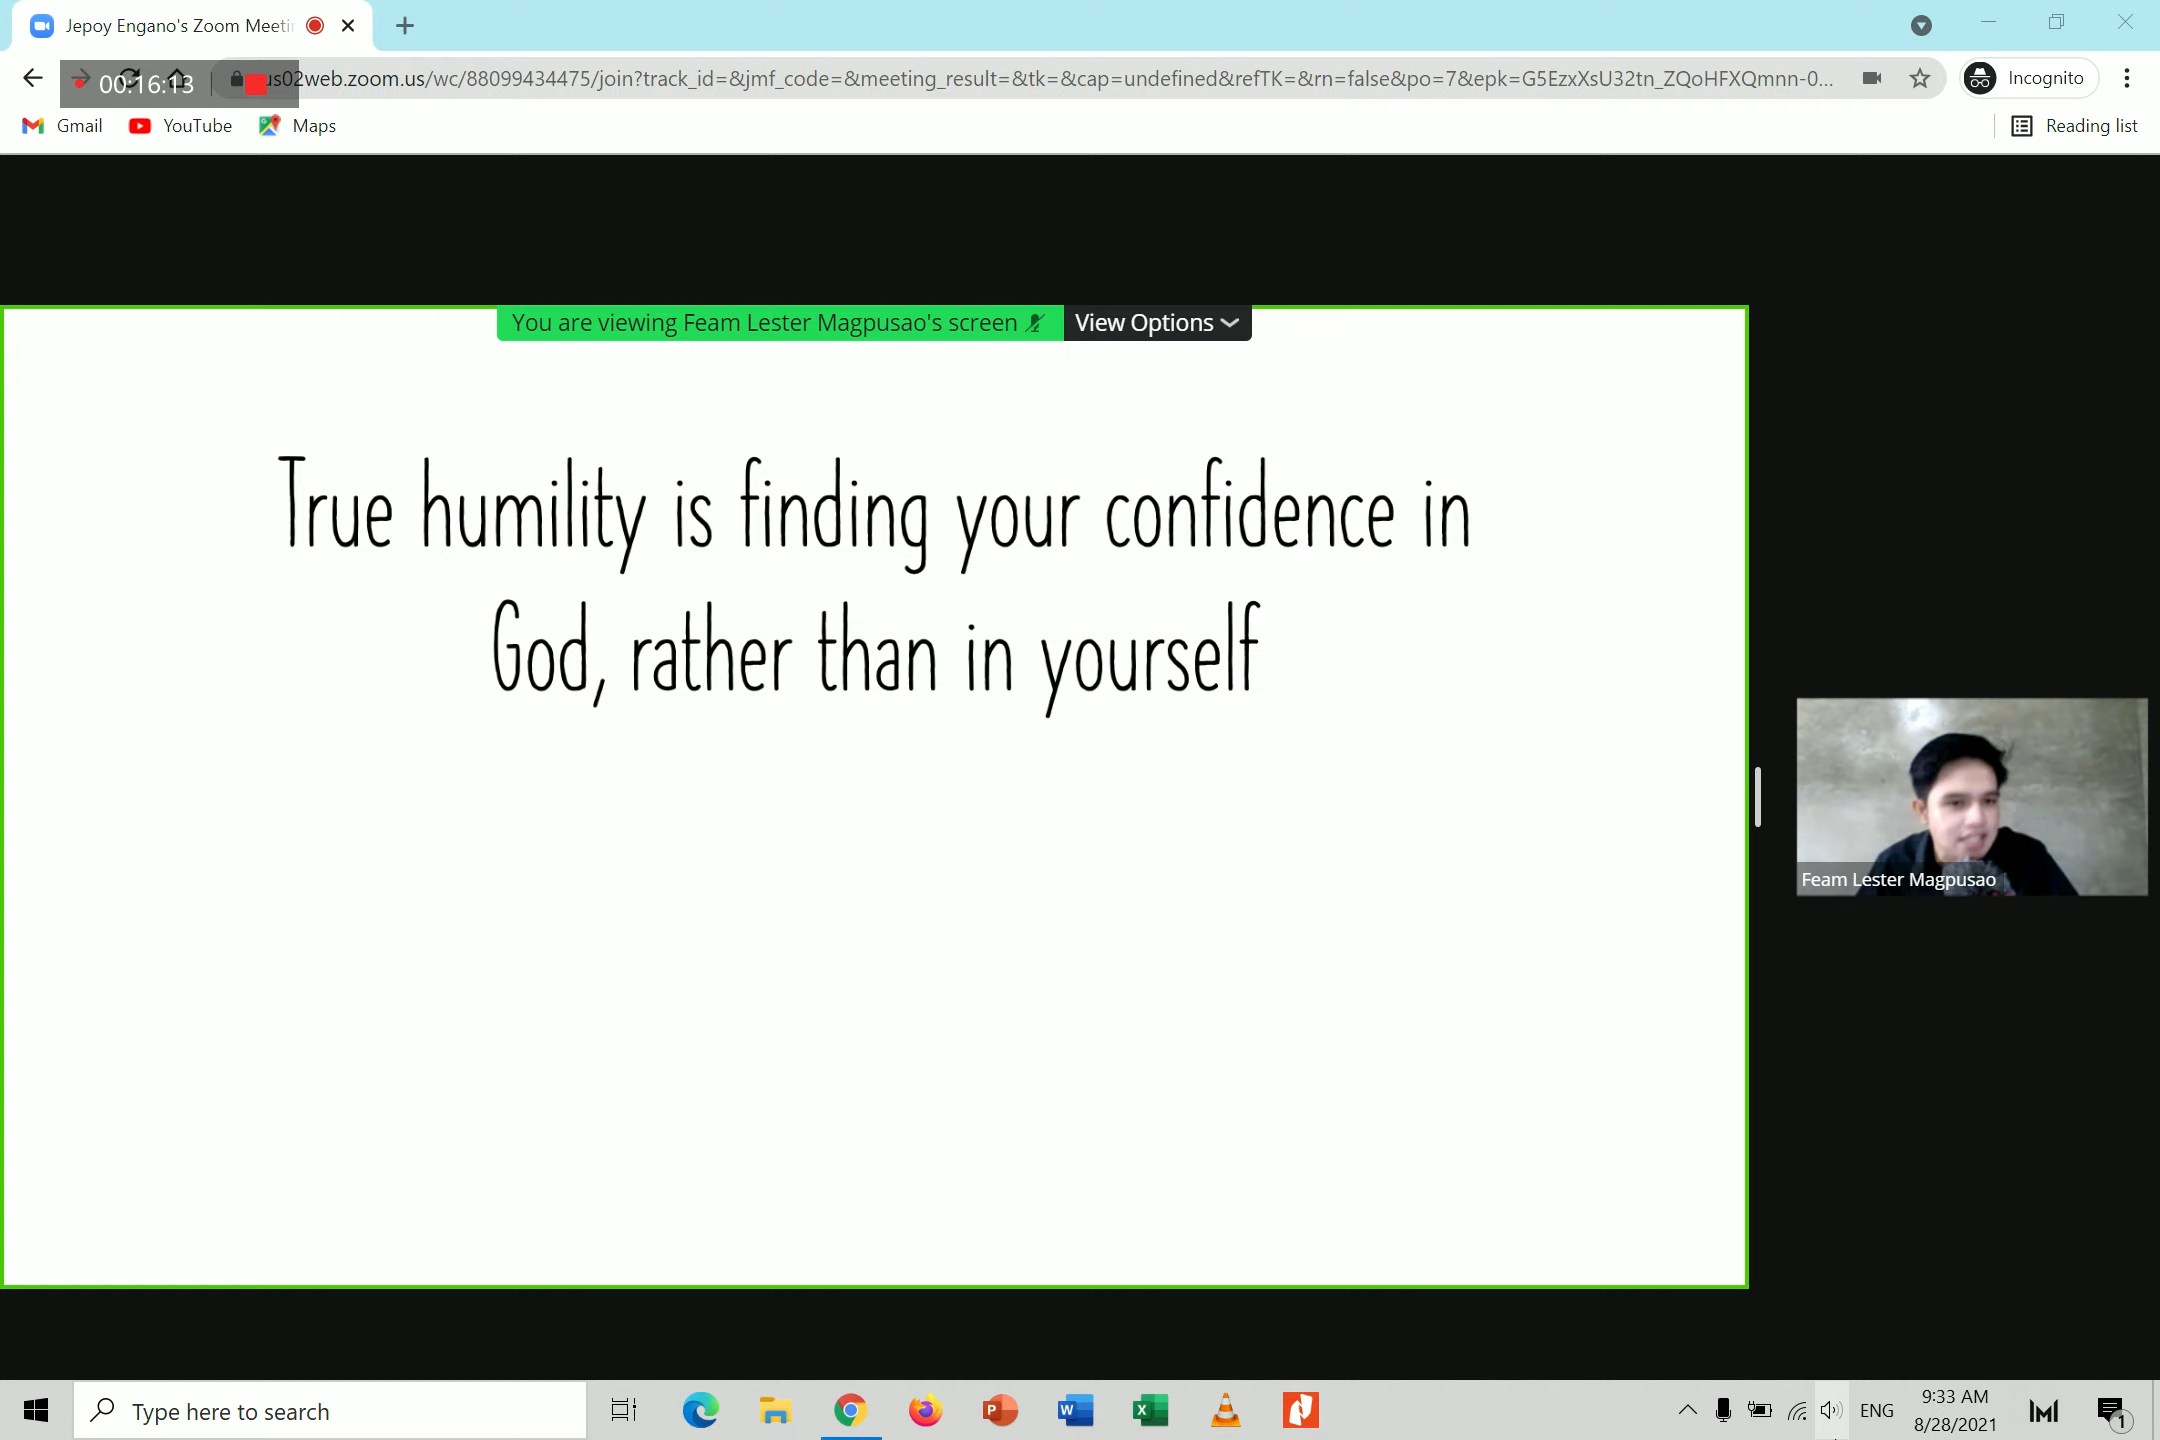 Jepoy Engano's Zoom Meeti
00:16:13
us02web.zoom.us/wc/88099434475/join?track_id=&jmf_code=&meeting_result=&tk=&cap=undefined&refTK=&rn=false&po=7&epk=G5EzxXsU32tn_ZQoHFXQmnn-0...
Incognito
Gmail YouTube Maps Reading list
You are viewing Feam Lester Magpusao's screen View Options
True humility is finding your confidence in
God, rather than in yourself
Feam Lester Magpusao
Type here to search
ENG
9:33 AM
8/28/2021
1